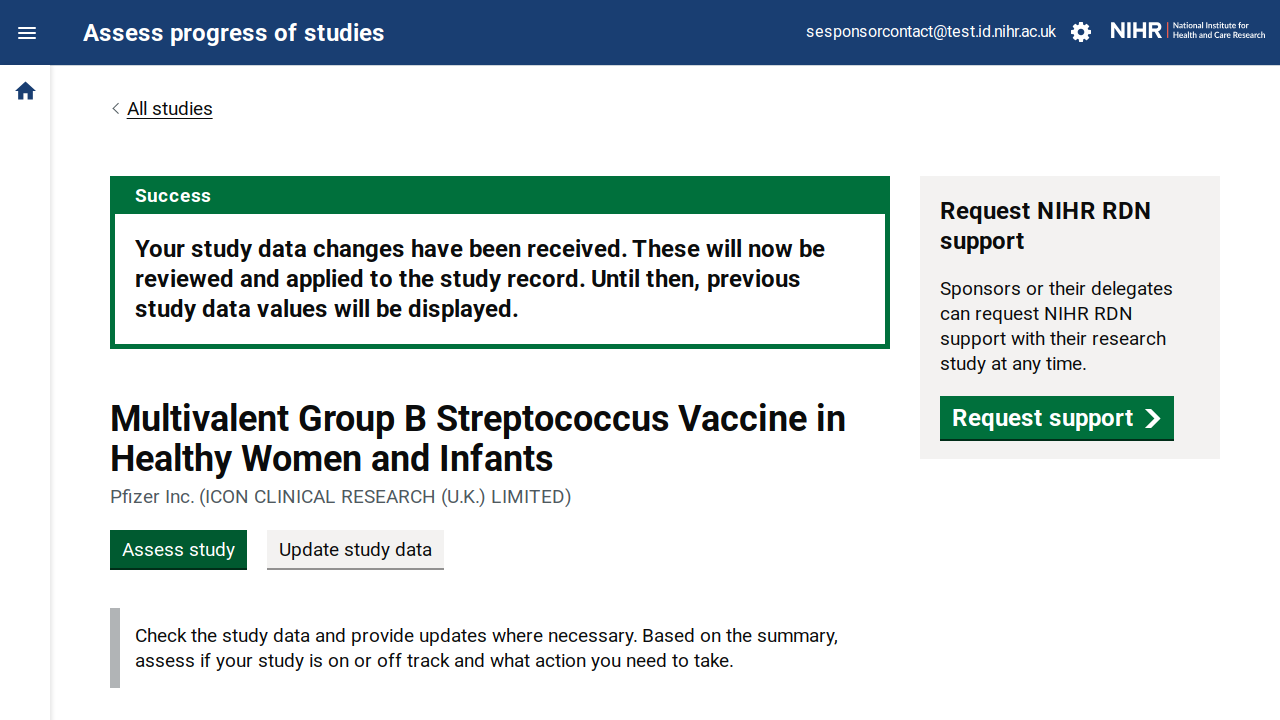 Assess progress of studies
sesponsorcontact@test.id.nihr.ac.uk
NIHR | National Institute for
Health and Care Research
All studies
Success
Your study data changes have been received. These will now be
reviewed and applied to the study record. Until then, previous
study data values will be displayed.
Multivalent Group B Streptococcus Vaccine in
Healthy Women and Infants
Pfizer Inc. (ICON CLINICAL RESEARCH (U.K.) LIMITED)
Assess study
Update study data
Check the study data and provide updates where necessary. Based on the summary,
assess if your study is on or off track and what action you need to take.
Request NIHR RDN
support
Sponsors or their delegates
can request NIHR RDN
support with their research
study at any time.
Request support